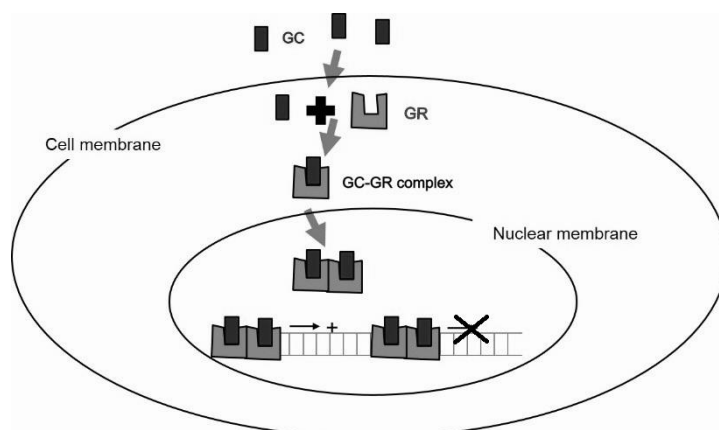 GC
GR
Cell membrane
GC-GR complex
Nuclear membrane
+